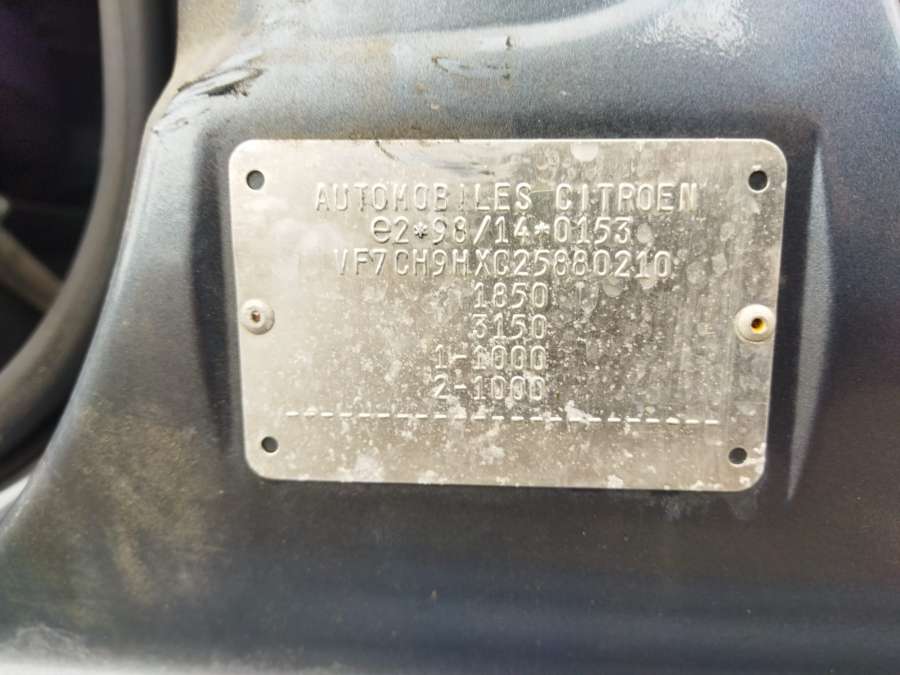 AUTOMOBILES CITROEN
e2*98/14*0153
VF7CH9HXC25880210
1850
3150
1-1000
2-1000